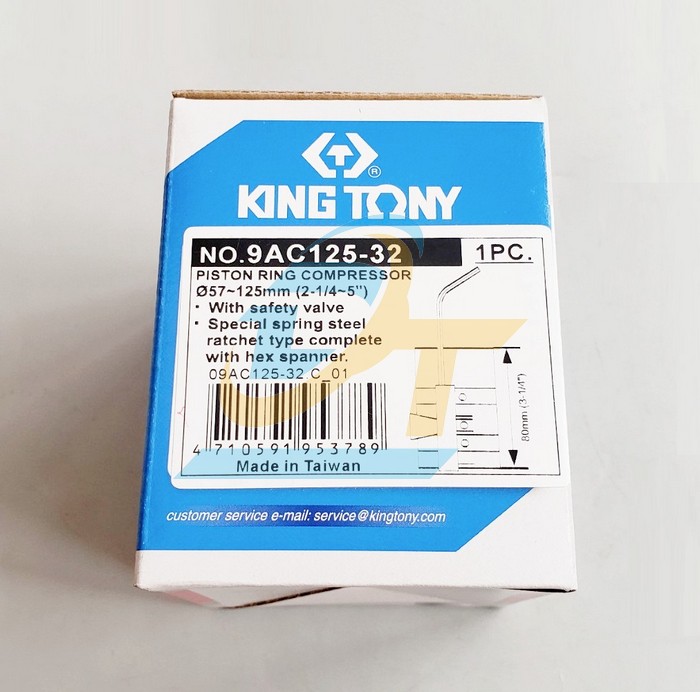 ®
KING TONY
NO.9AC125-32 1PC.
PISTON RING COMPRESSOR
Ø57~125mm (2-1/4~5")
· With safety valve
· Special spring steel
ratchet type complete
with hex spanner.
09AC125-32.C_01
4 710591 953789
Made in Taiwan
80mm (3-1/4")
customer service e-mail: service@kingtony.com